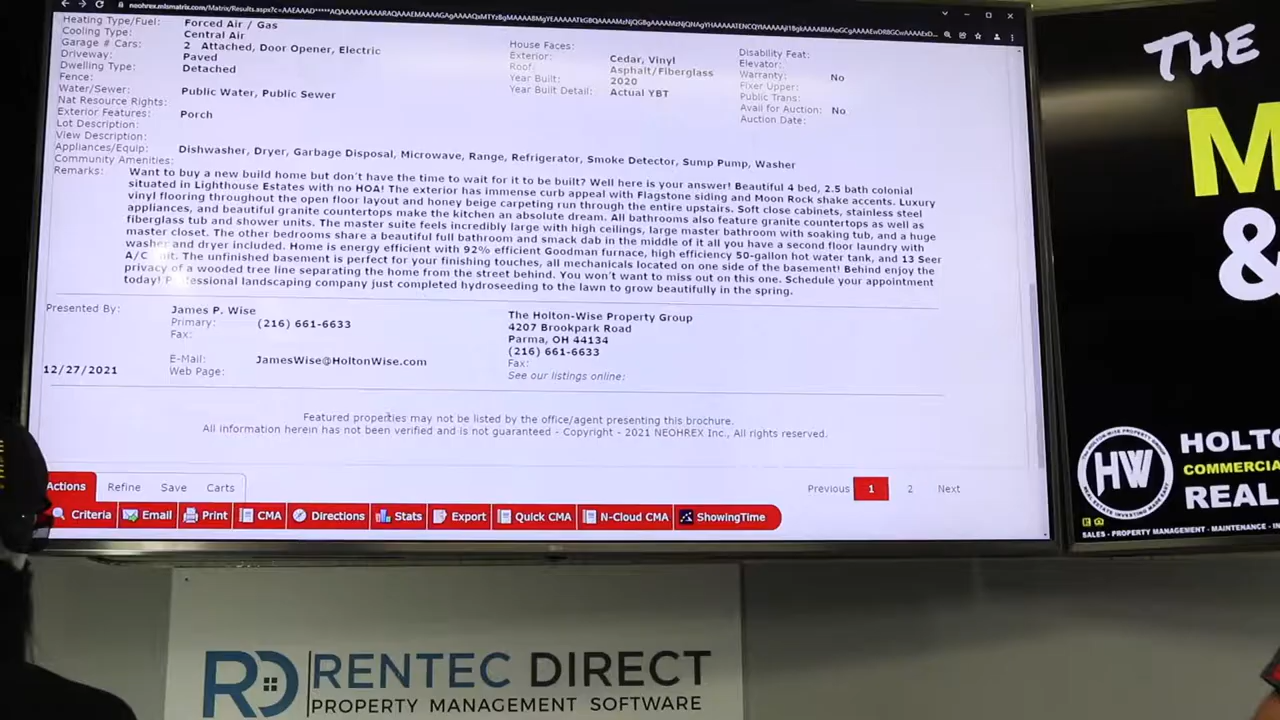 neohrex.mlsmatrix.com/Matrix/Results.aspx?c=
Heating Type/Fuel: Forced Air / Gas
Cooling Type: Central Air
Garage # Cars: 2 Attached, Door Opener, Electric
Driveway: Paved
Dwelling Type: Detached
Fence:
Water/Sewer: Public Water, Public Sewer
Nat Resource Rights:
Exterior Features: Porch
Lot Description:
View Description:
Appliances/Equip: Dishwasher, Dryer, Garbage Disposal, Microwave, Range, Refrigerator, Smoke Detector, Sump Pump, Washer
Community Amenities:
House Faces:
Exterior: Cedar, Vinyl
Roof: Asphalt/Fiberglass
Year Built: 2020
Year Built Detail: Actual YBT
Disability Feat:
Elevator:
Warranty: No
Fixer Upper:
Public Trans:
Avail for Auction: No
Auction Date:
Remarks: Want to buy a new build home but don't have the time to wait for it to be built? Well here is your answer! Beautiful 4 bed, 2.5 bath colonial
situated in Lighthouse Estates with no HOA! The exterior has immense curb appeal with Flagstone siding and Moon Rock shake accents. Luxury
vinyl flooring throughout the open floor layout and honey beige carpeting run through the entire upstairs. Soft close cabinets, stainless steel
appliances, and beautiful granite countertops make the kitchen an absolute dream. All bathrooms also feature granite countertops as well as
fiberglass tub and shower units. The master suite feels incredibly large with high ceilings, large master bathroom with soaking tub, and a huge
master closet. The other bedrooms share a beautiful full bathroom and smack dab in the middle of it all you have a second floor laundry with
washer and dryer included. Home is energy efficient with 92% efficient Goodman furnace, high efficiency 50-gallon hot water tank, and 13 Seer
A/C unit. The unfinished basement is perfect for your finishing touches, all mechanicals located on one side of the basement! Behind enjoy the
privacy of a wooded tree line separating the home from the street behind. You won't want to miss out on this one. Schedule your appointment
today! Professional landscaping company just completed hydroseeding to the lawn to grow beautifully in the spring.
Presented By: James P. Wise
Primary: (216) 661-6633
Fax:
E-Mail: JamesWise@HoltonWise.com
12/27/2021 Web Page:
The Holton-Wise Property Group
4207 Brookpark Road
Parma, OH 44134
(216) 661-6633
Fax:
See our listings online:
Featured properties may not be listed by the office/agent presenting this brochure.
All information herein has not been verified and is not guaranteed - Copyright - 2021 NEOHREX Inc., All rights reserved.
Actions Refine Save Carts Previous 1 2 Next
Criteria Email Print CMA Directions Stats Export Quick CMA N-Cloud CMA ShowingTime
THE
M
&
HW
HOLTO
COMMERCIA
REAL
SALES - PROPERTY MANAGEMENT - MAINTENANCE - IN
RD RENTEC DIRECT
PROPERTY MANAGEMENT SOFTWARE